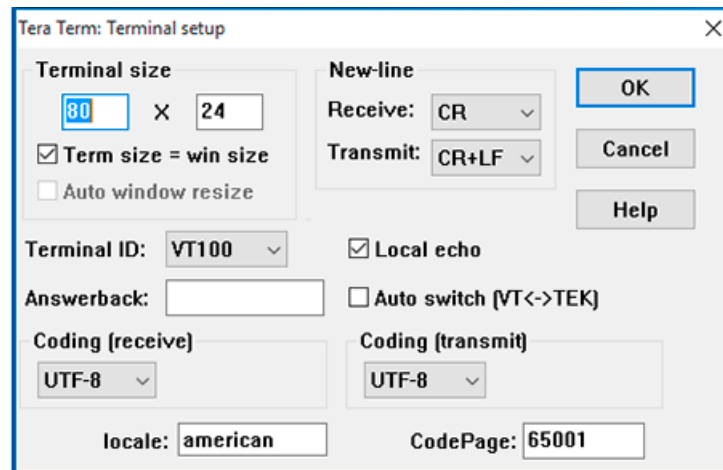 Tera Term: Terminal setup
Terminal size
80 X 24
Term size = win size
Auto window resize
New-line
Receive: CR
Transmit: CR+LF
OK
Cancel
Help
Terminal ID: VT100
Local echo
Answerback:
Auto switch (VT<->TEK)
Coding (receive)
UTF-8
Coding (transmit)
UTF-8
locale: american
CodePage: 65001